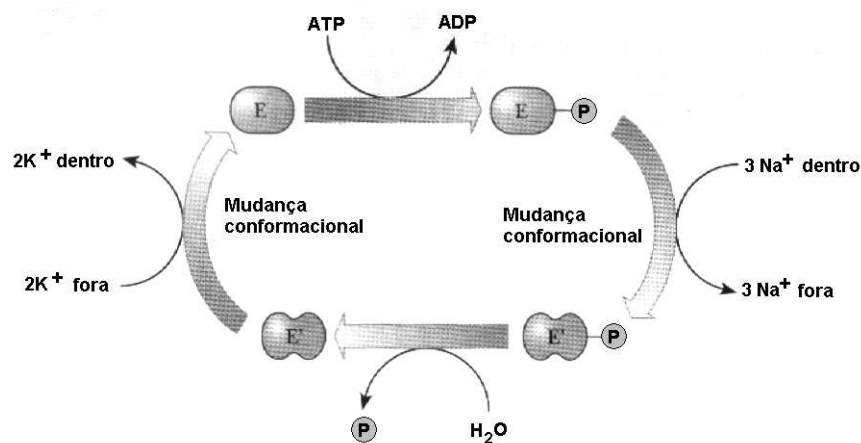 ATP
ADP
E
E
P
2K+ dentro
3 Na+ dentro
Mudança
conformacional
Mudança
conformacional
2K+ fora
3 Na+ fora
E'
E'
P
P
H2O